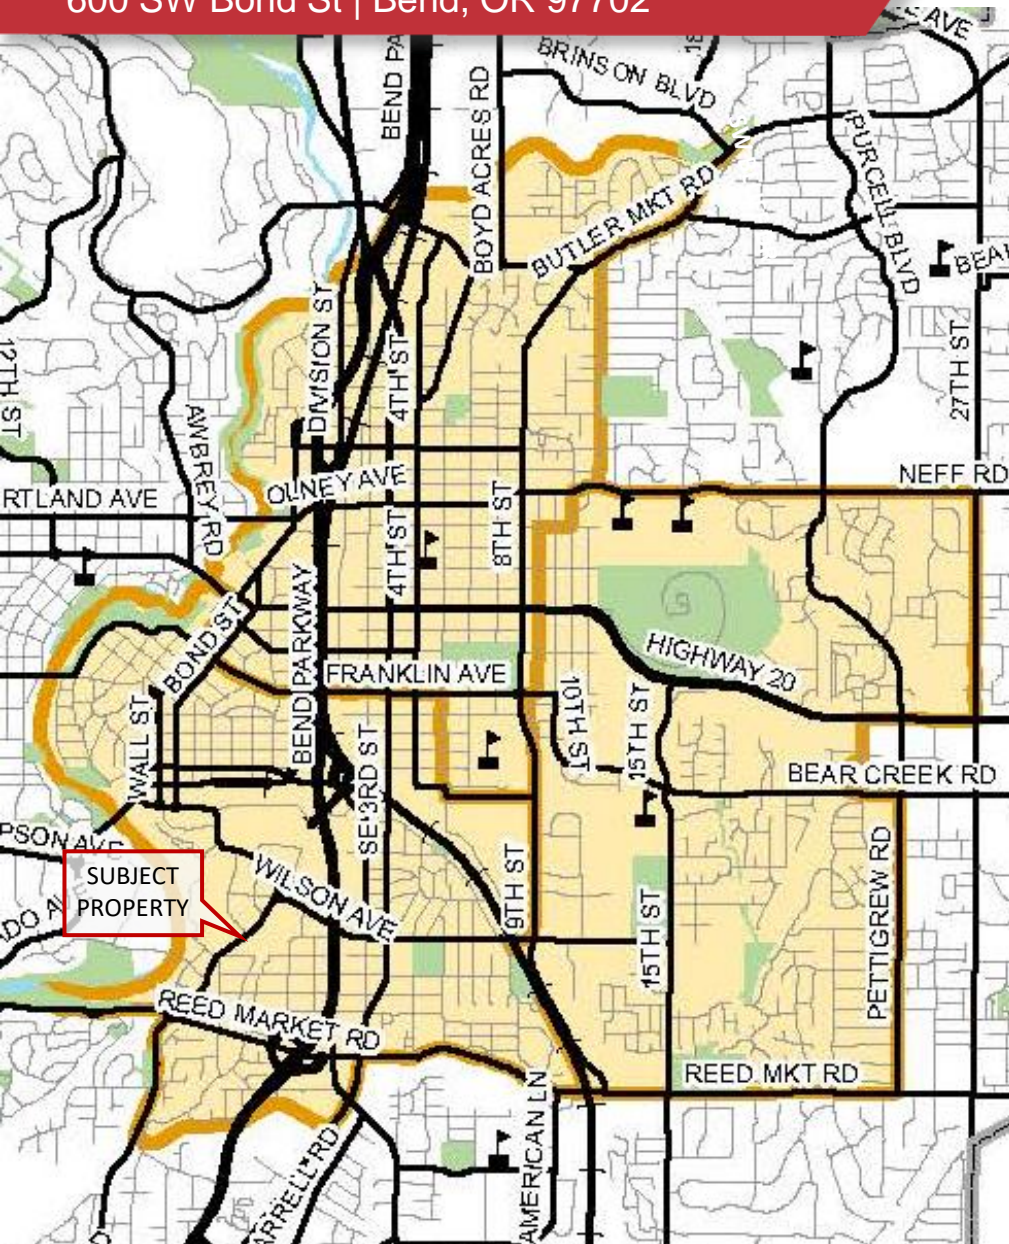 600 SW Bond St | Bend, OR 97702
AVE
BRINSON BLVD
BEND PA
BOYD ACRES RD
PURCELL BLVD
BUTLER MKT RD
BEAR
DIVISION ST
4TH ST
27TH ST
12TH ST
AWBREY RD
NEFF RD
OLNEY AVE
RTLAND AVE
8TH ST
4TH ST
BEND PARKWAY
BOND ST
HIGHWAY 20
FRANKLIN AVE
10TH ST
15TH ST
WALL ST
SE 3RD ST
BEAR CREEK RD
PSON AVE
SUBJECT
PROPERTY
WILSON AVE
9TH ST
PETTIGREW RD
DO A
15TH ST
REED MARKET RD
REED MKT RD
AMERICAN LN
ARRELL RD